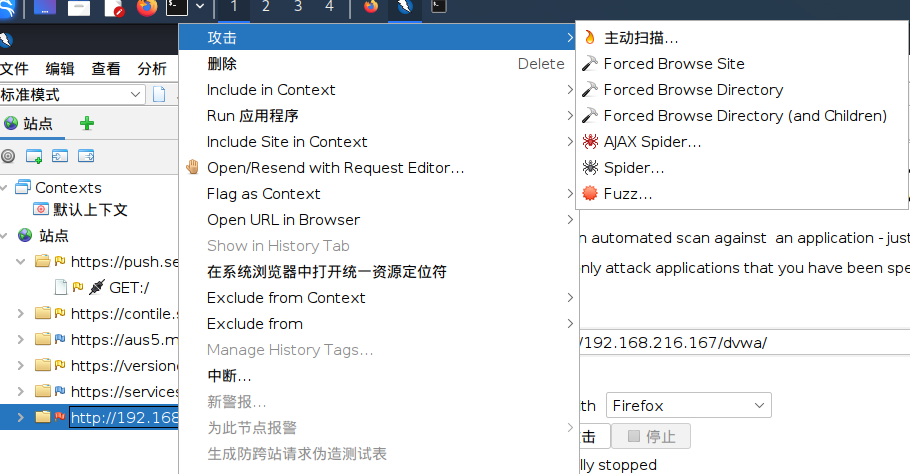 1 2 3 4
文件 编辑 查看 分析
标准模式
站点
Contexts
默认上下文
站点
https://push.se
GET:/
https://contile.s
https://aus5.m
https://version
https://services
http://192.168
攻击
删除 Delete
Include in Context
Run 应用程序
Include Site in Context
Open/Resend with Request Editor...
Flag as Context
Open URL in Browser
Show in History Tab
在系统浏览器中打开统一资源定位符
Exclude from Context
Exclude from
Manage History Tags...
中断...
新警报...
为此节点报警
生成防跨站请求伪造测试表
主动扫描...
Forced Browse Site
Forced Browse Directory
Forced Browse Directory (and Children)
AJAX Spider...
Spider...
Fuzz...
n automated scan against an application - just
nly attack applications that you have been spe
/192.168.216.167/dvwa/
th Firefox
击 停止
lly stopped